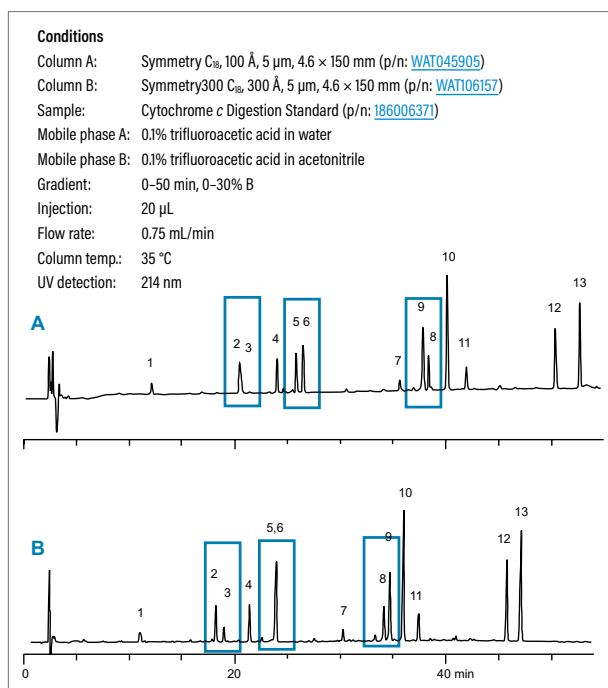 Conditions
Column A: Symmetry C18, 100 Å, 5 µm, 4.6 × 150 mm (p/n: WAT045905)
Column B: Symmetry300 C18, 300 Å, 5 µm, 4.6 × 150 mm (p/n: WAT106157)
Sample: Cytochrome c Digestion Standard (p/n: 186006371)
Mobile phase A: 0.1% trifluoroacetic acid in water
Mobile phase B: 0.1% trifluoroacetic acid in acetonitrile
Gradient: 0–50 min, 0–30% B
Injection: 20 µL
Flow rate: 0.75 mL/min
Column temp.: 35 °C
UV detection: 214 nm
A
1
2 3
4
5 6
7
9
8
10
11
12
13
B
1
2
3
4
5,6
7
8
9
10
11
12
13
0 20 40 min